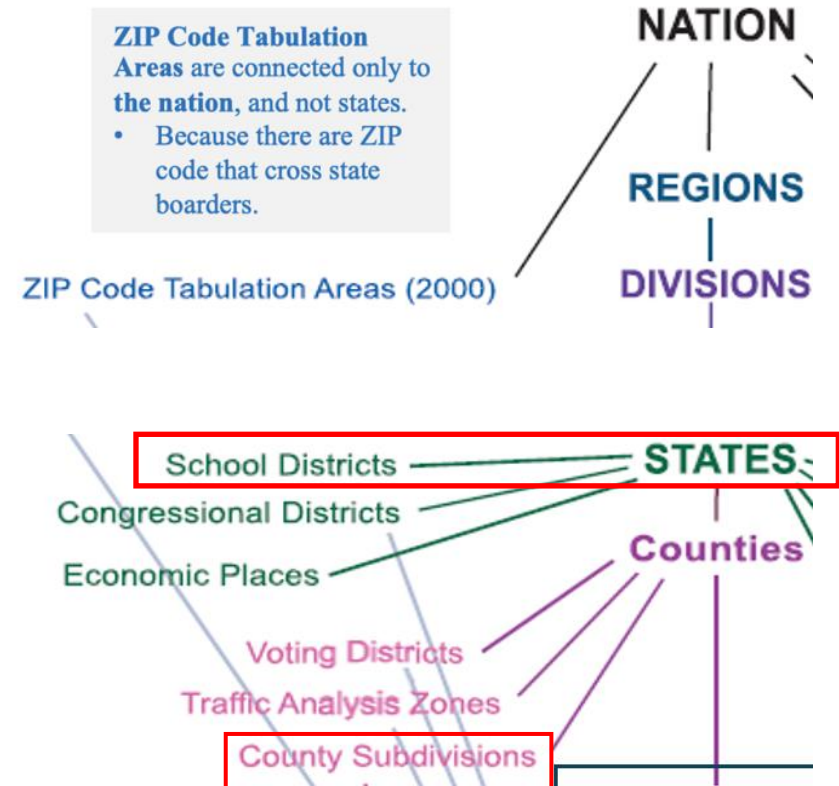 ZIP Code Tabulation
Areas are connected only to
the nation, and not states.
• Because there are ZIP
code that cross state
boarders.
NATION
REGIONS
ZIP Code Tabulation Areas (2000)
DIVISIONS
School Districts
STATES
Congressional Districts
Counties
Economic Places
Voting Districts
Traffic Analysis Zones
County Subdivisions